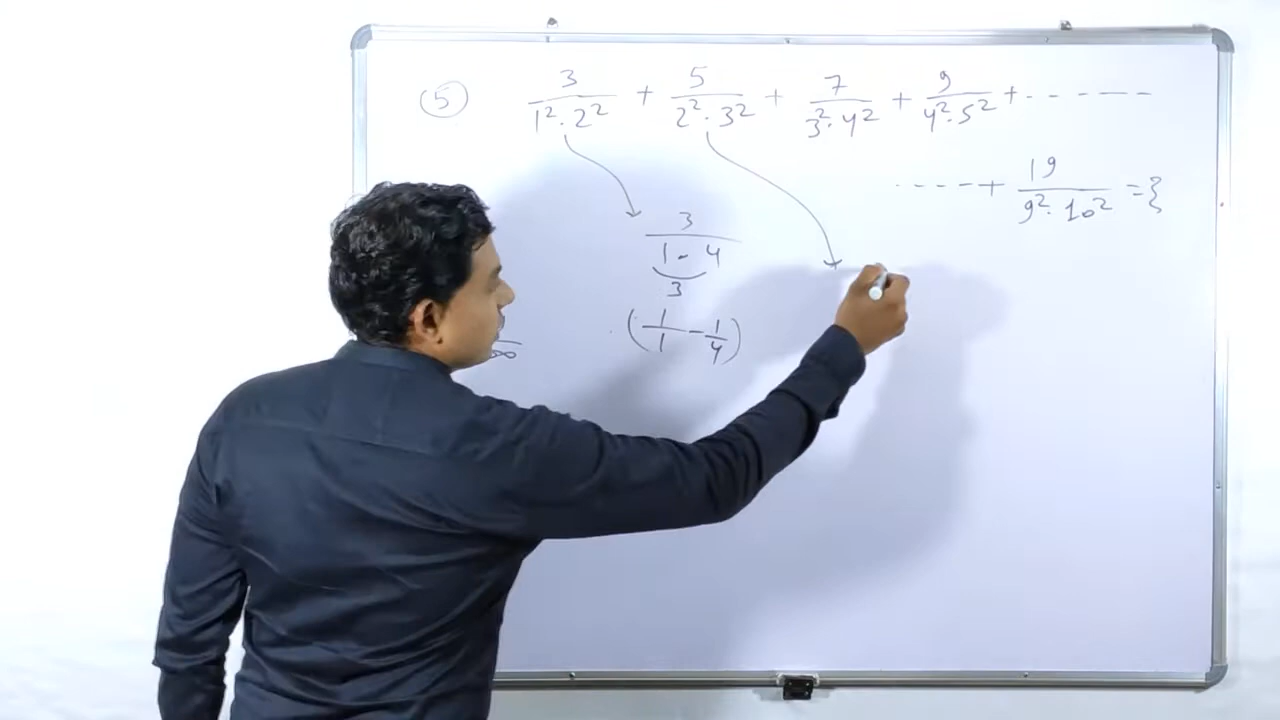 5 3/1²·2² + 5/2²·3² + 7/3²·4² + 9/4²·5² + - - - - - -
- - - - + 19/9²·10² = }
3/1·4
3
(1/1 - 1/4)
∞